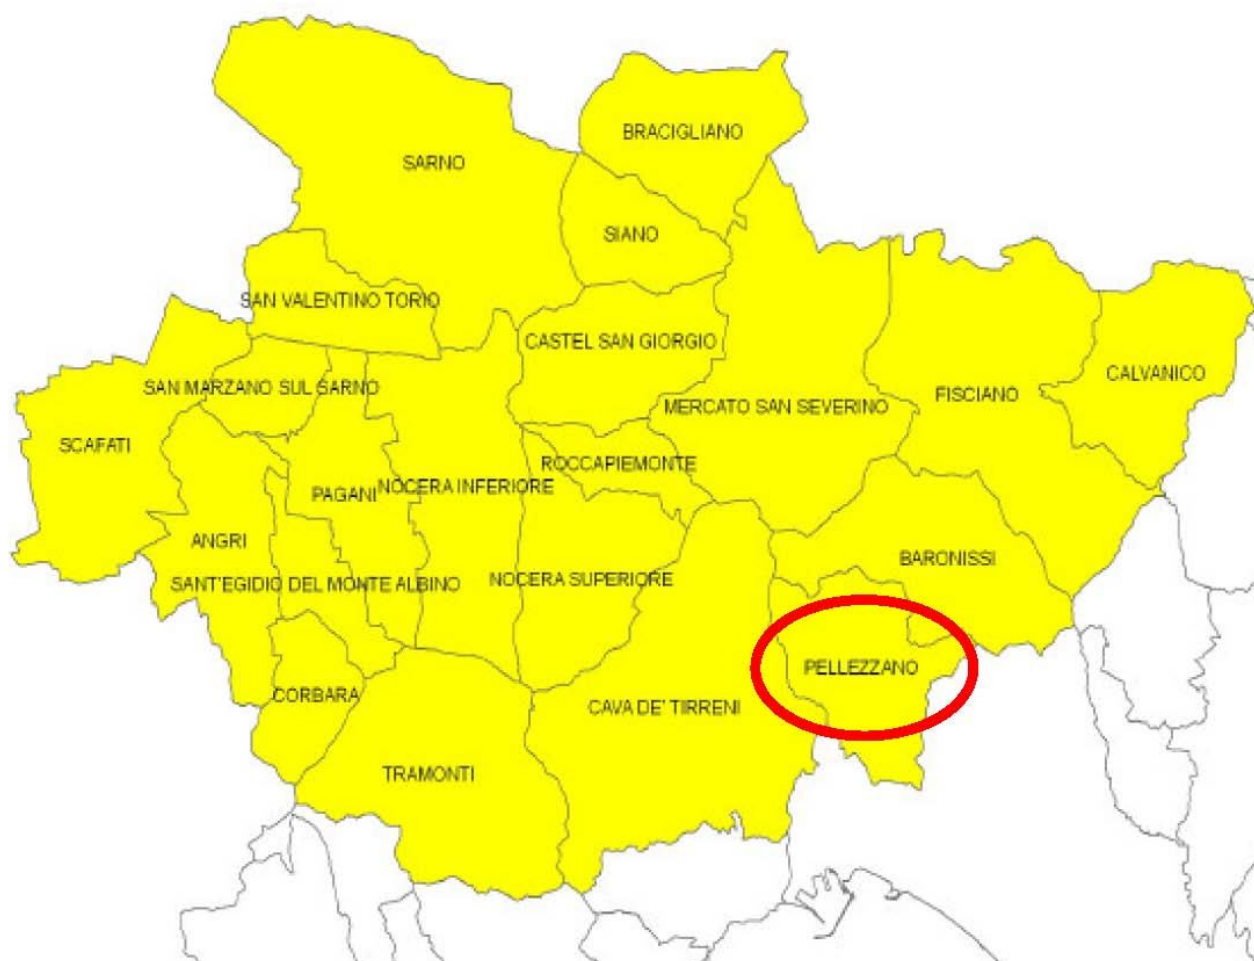 BRACIGLIANO
SARNO
SIANO
SAN VALENTINO TORIO
CASTEL SAN GIORGIO
CALVANICO
SAN MARZANO SUL SARNO
FISCIANO
MERCATO SAN SEVERINO
SCAFATI
ROCCAPIEMONTE
PAGANI
NOCERA INFERIORE
ANGRI
BARONISSI
SANT'EGIDIO DEL MONTE ALBINO
NOCERA SUPERIORE
PELLEZZANO
CORBARA
CAVA DE' TIRRENI
TRAMONTI